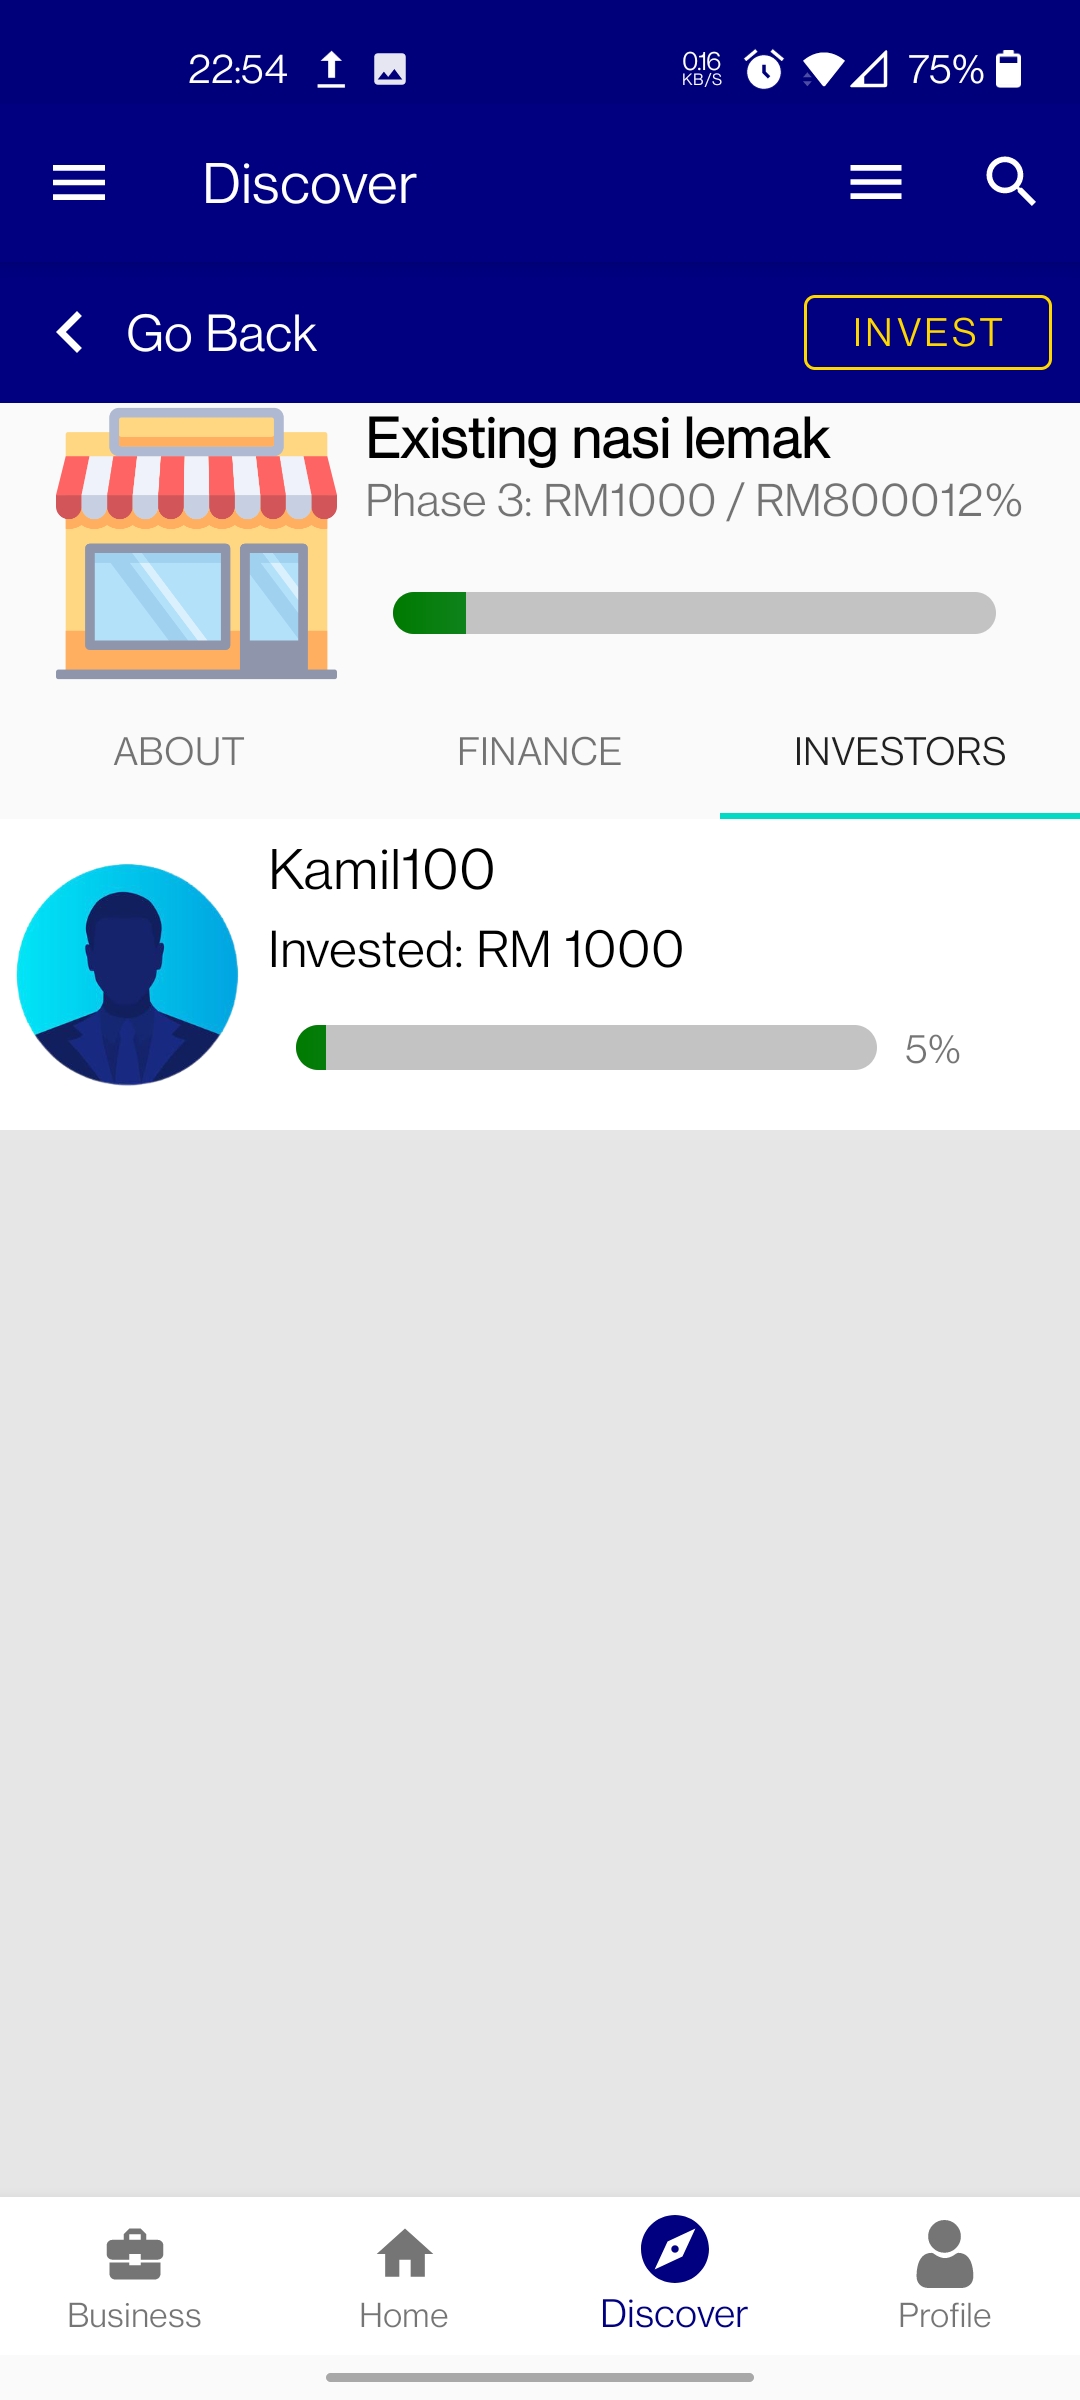 22:54 0.16 KB/S 75%
Discover
Go Back INVEST
Existing nasi lemak
Phase 3: RM1000 / RM800012%
ABOUT FINANCE INVESTORS
Kamil100
Invested: RM 1000
5%
Business Home Discover Profile